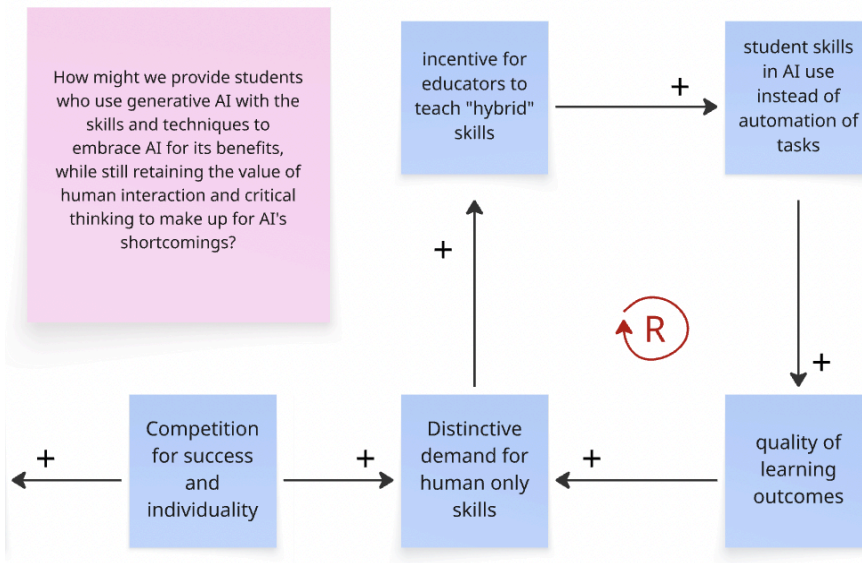 How might we provide students
who use generative AI with the
skills and techniques to
embrace AI for its benefits,
while still retaining the value of
human interaction and critical
thinking to make up for AI's
shortcomings?
incentive for
educators to
teach "hybrid"
skills
+
student skills
in AI use
instead of
automation of
tasks
+
R
+
+
Competition
for success
and
individuality
+
Distinctive
demand for
human only
skills
+
quality of
learning
outcomes